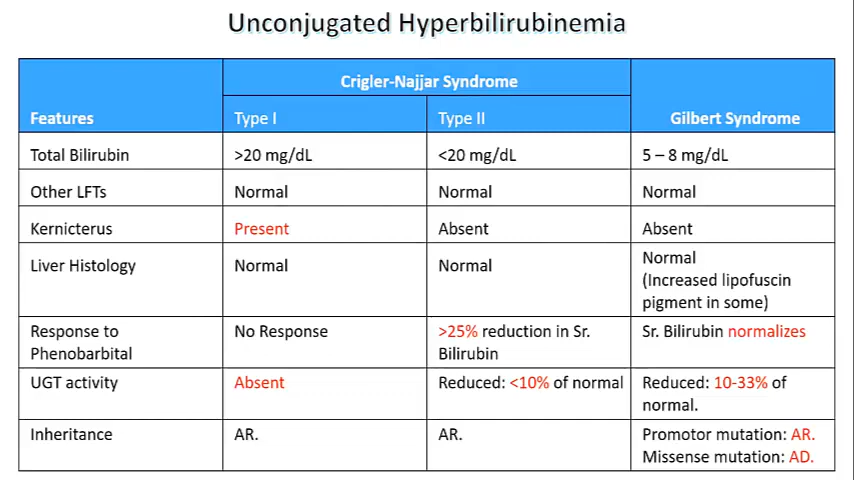 Unconjugated Hyperbilirubinemia
Crigler-Najjar Syndrome
Features
Type I
Type II
Gilbert Syndrome
Total Bilirubin
>20 mg/dL
<20 mg/dL
5 – 8 mg/dL
Other LFTs
Normal
Normal
Normal
Kernicterus
Present
Absent
Absent
Liver Histology
Normal
Normal
Normal
(Increased lipofuscin
pigment in some)
Response to
Phenobarbital
No Response
>25% reduction in Sr.
Bilirubin
Sr. Bilirubin normalizes
UGT activity
Absent
Reduced: <10% of normal
Reduced: 10-33% of
normal.
Inheritance
AR.
AR.
Promotor mutation: AR.
Missense mutation: AD.